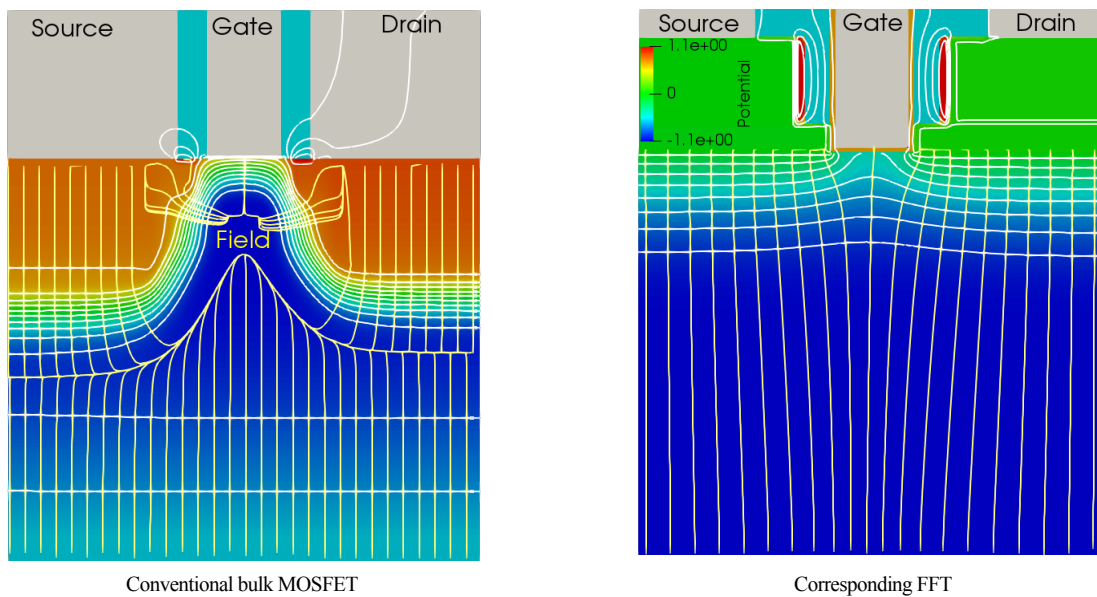 Source
Gate
Drain
Field
Conventional bulk MOSFET
Source
Gate
Drain
1.1e+00
0
-1.1e+00
Potential
Corresponding FFT